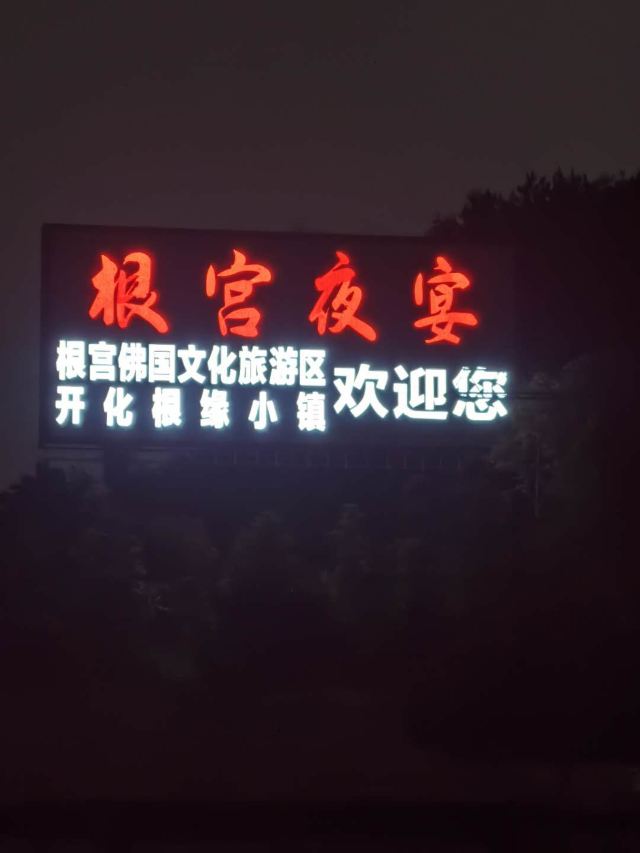 根宫夜宴
根宫佛国文化旅游区
开化根缘小镇
欢迎您